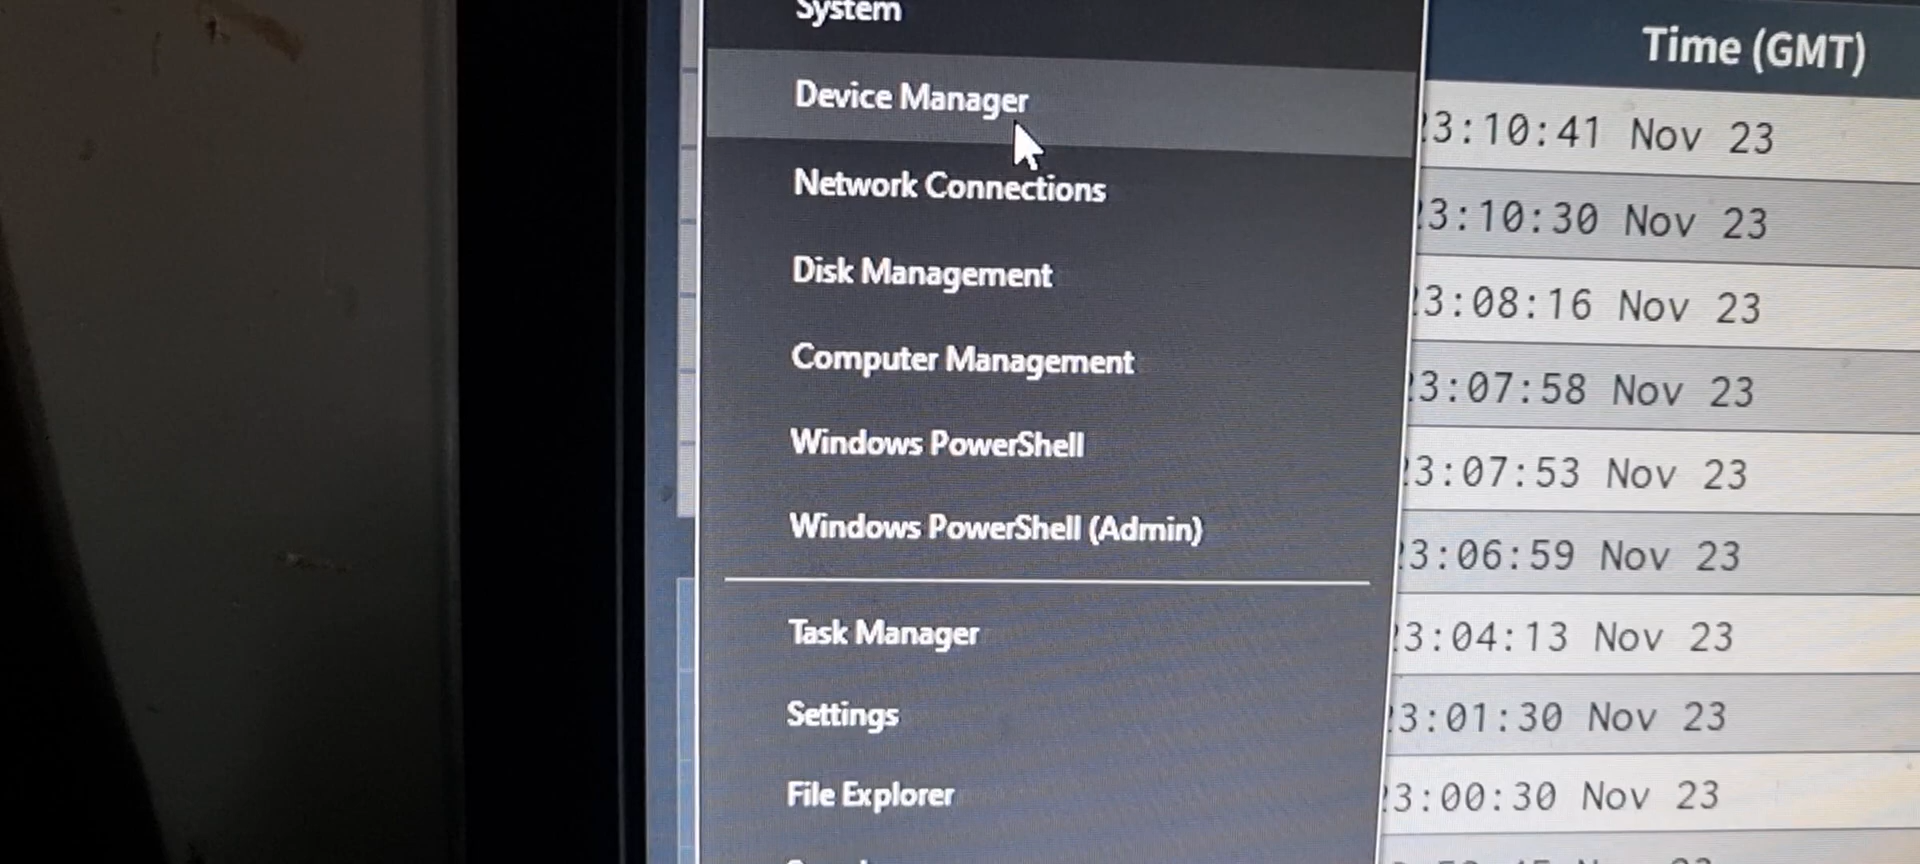 System
Device Manager
Network Connections
Disk Management
Computer Management
Windows PowerShell
Windows PowerShell (Admin)
Task Manager
Settings
File Explorer
Time (GMT)
3:10:41 Nov 23
3:10:30 Nov 23
3:08:16 Nov 23
3:07:58 Nov 23
3:07:53 Nov 23
3:06:59 Nov 23
3:04:13 Nov 23
3:01:30 Nov 23
3:00:30 Nov 23